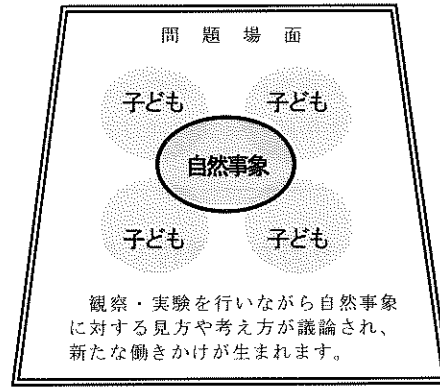 問題場面
子ども 子ども
自然事象
子ども 子ども
観察・実験を行いながら自然事象
に対する見方や考え方が議論され、
新たな働きかけが生まれます。